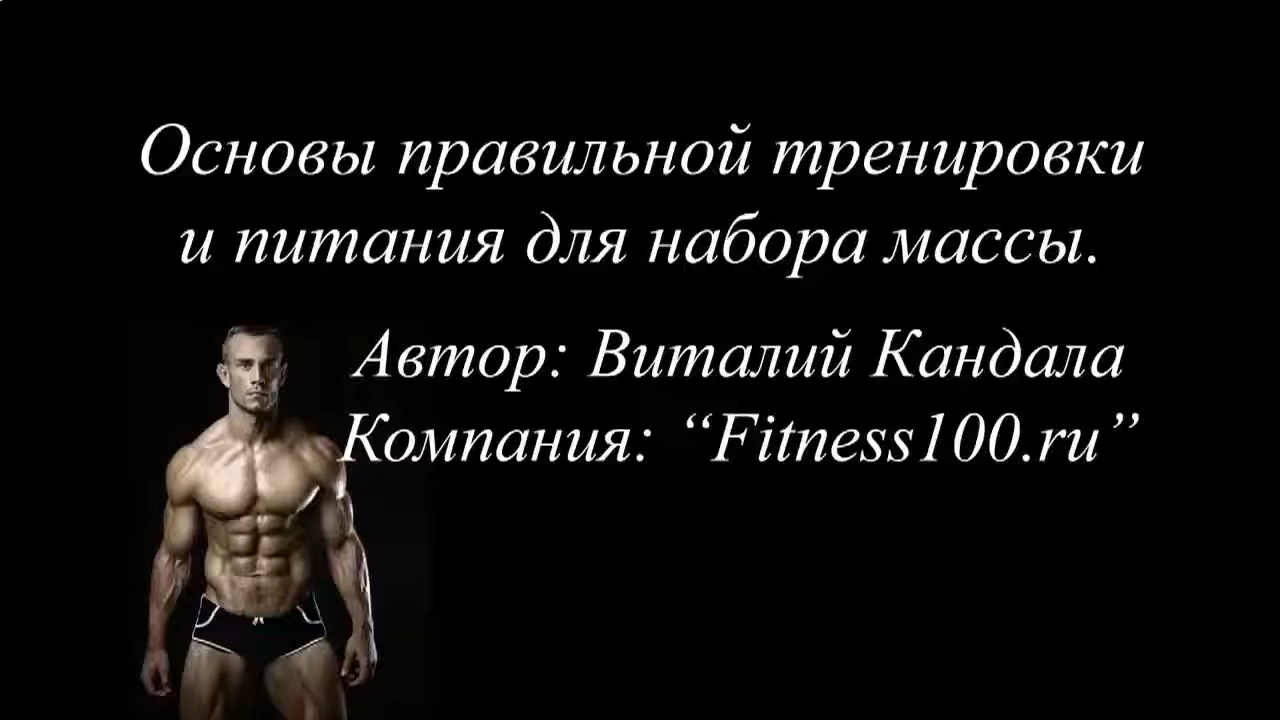 Основы правильной тренировки
и питания для набора массы.
Автор: Виталий Кандала
Компания: “Fitness100.ru”